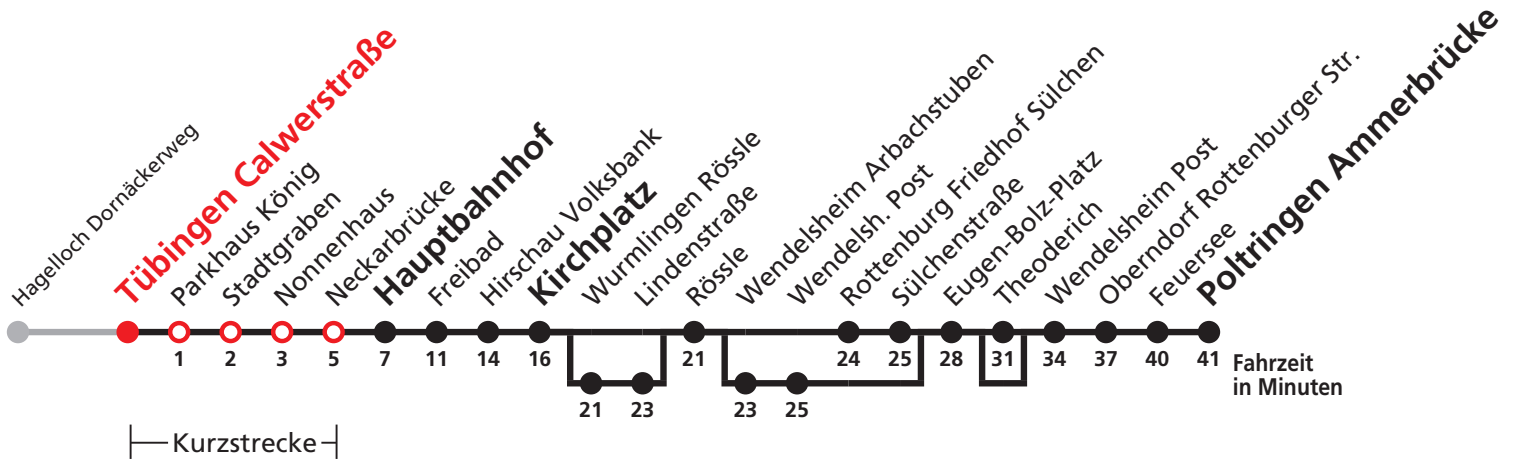 Hagelloch Dornäckerweg
Tübingen Calwerstraße
Parkhaus König
Stadtgraben
Nonnenhaus
Neckarbrücke
Hauptbahnhof
Freibad
Hirschau Volksbank
Kirchplatz
Wurmlingen Rössle
Lindenstraße
Rössle
Wendelsheim Arbachstuben
Wendelsh. Post
Rottenburg Friedhof Sülchen
Sülchenstraße
Eugen-Bolz-Platz
Theoderich
Wendelsheim Post
Oberndorf Rottenburger Str.
Feuersee
Poltringen Ammerbrücke
1 2 3 5 7 11 14 16 21 24 25 28 31 34 37 40 41
Fahrzeit
in Minuten
21 23 23 25
Kurzstrecke